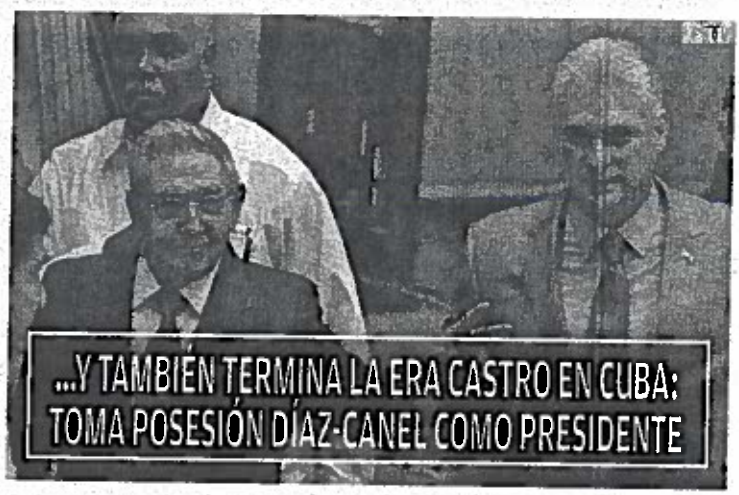 ...Y TAMBIÉN TERMINA LA ERA CASTRO EN CUBA:
TOMA POSESIÓN DÍAZ-CANEL COMO PRESIDENTE